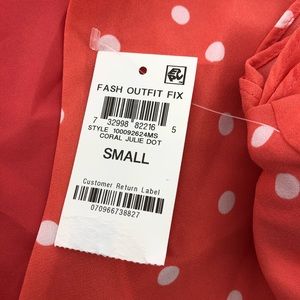 FASH OUTFIT FIX
7 32998 82216 5
STYLE 100092624MS
CORAL JULIE DOT
SMALL
Customer Return Label
070966738827